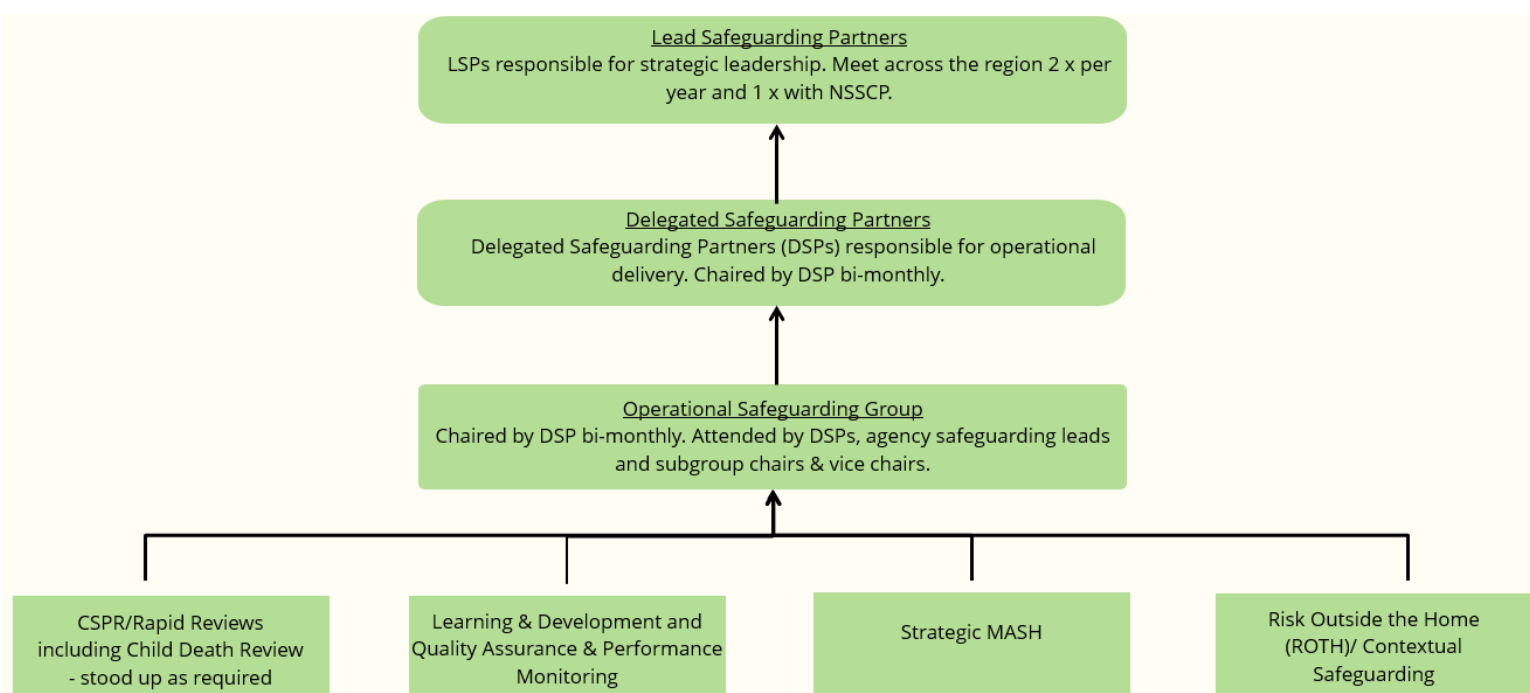 Lead Safeguarding Partners
LSPs responsible for strategic leadership. Meet across the region 2 x per
year and 1 x with NSSCP.
Delegated Safeguarding Partners
Delegated Safeguarding Partners (DSPs) responsible for operational
delivery. Chaired by DSP bi-monthly.
Operational Safeguarding Group
Chaired by DSP bi-monthly. Attended by DSPs, agency safeguarding leads
and subgroup chairs & vice chairs.
CSPR/Rapid Reviews
including Child Death Review
- stood up as required
Learning & Development and
Quality Assurance & Performance
Monitoring
Strategic MASH
Risk Outside the Home
(ROTH)/ Contextual
Safeguarding